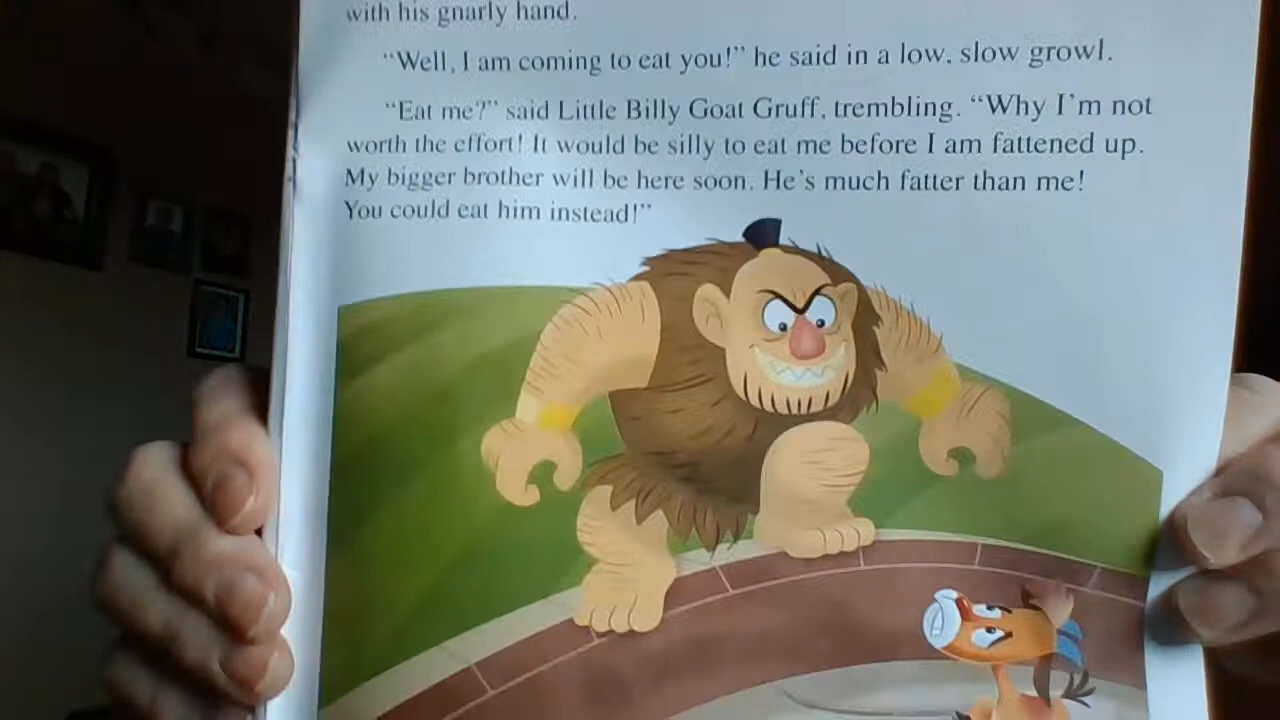 with his gnarly hand.
“Well, I am coming to eat you!” he said in a low, slow growl.
“Eat me?” said Little Billy Goat Gruff, trembling. “Why I’m not
worth the effort! It would be silly to eat me before I am fattened up.
My bigger brother will be here soon. He’s much fatter than me!
You could eat him instead!”